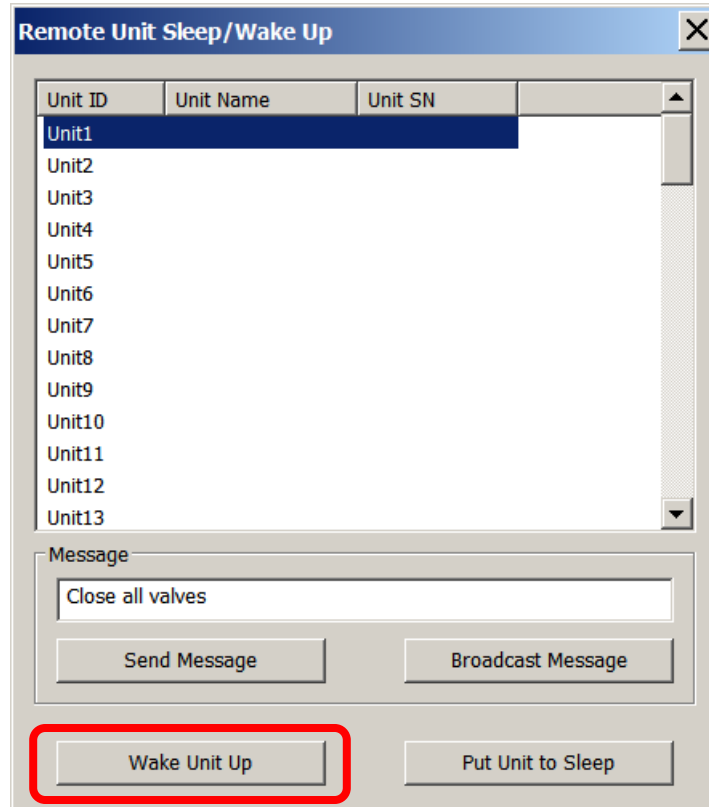 Remote Unit Sleep/Wake Up
Unit ID Unit Name Unit SN
Unit1
Unit2
Unit3
Unit4
Unit5
Unit6
Unit7
Unit8
Unit9
Unit10
Unit11
Unit12
Unit13
Message
Close all valves
Send Message Broadcast Message
Wake Unit Up Put Unit to Sleep